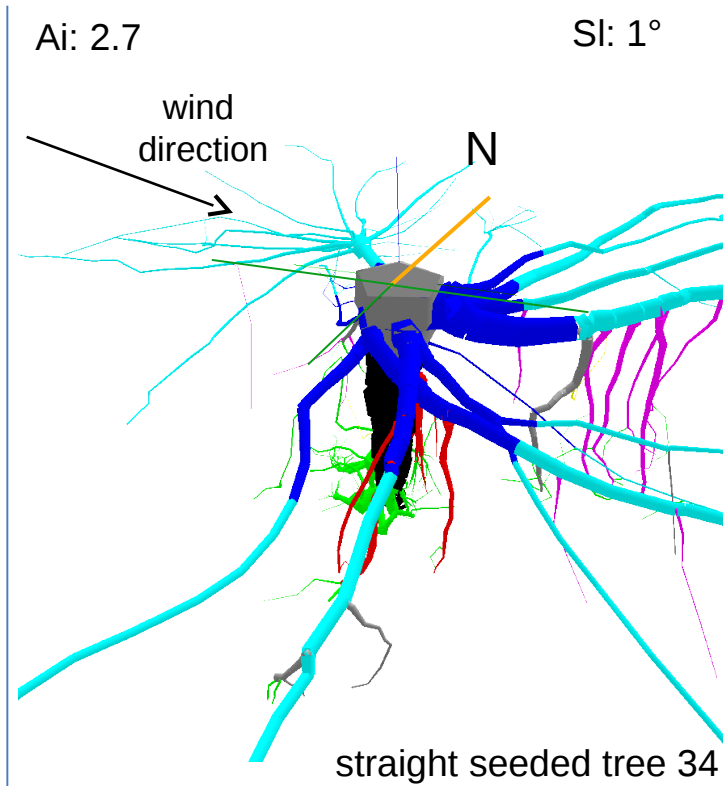 Ai: 2.7
Sl: 1°
wind
direction
N
straight seeded tree 34